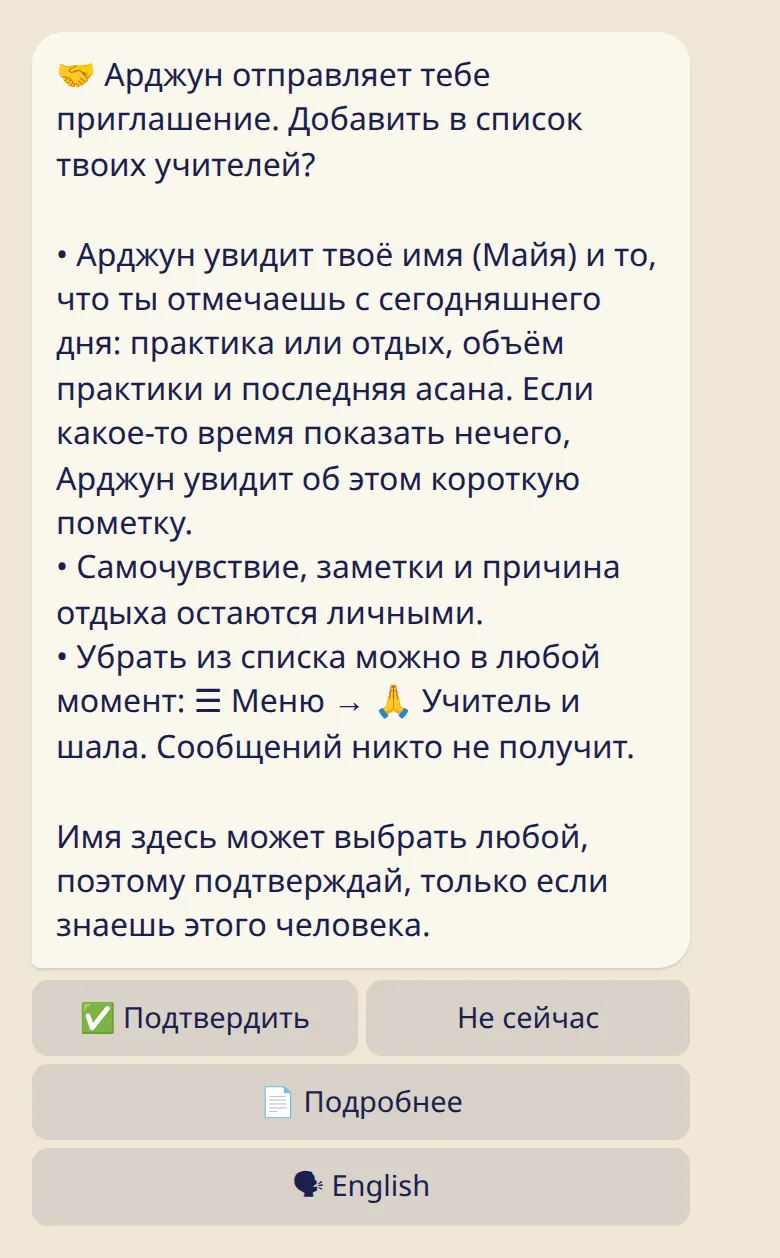 🤝 Арджун отправляет тебе
приглашение. Добавить в список
твоих учителей?
• Арджун увидит твоё имя (Майя) и то,
что ты отмечаешь с сегодняшнего
дня: практика или отдых, объём
практики и последняя асана. Если
какое-то время показать нечего,
Арджун увидит об этом короткую
пометку.
• Самочувствие, заметки и причина
отдыха остаются личными.
• Убрать из списка можно в любой
момент: ☰ Меню → 🙏 Учитель и
шала. Сообщений никто не получит.
Имя здесь может выбрать любой,
поэтому подтверждай, только если
знаешь этого человека.
✅ Подтвердить
Не сейчас
📄 Подробнее
🗣 English